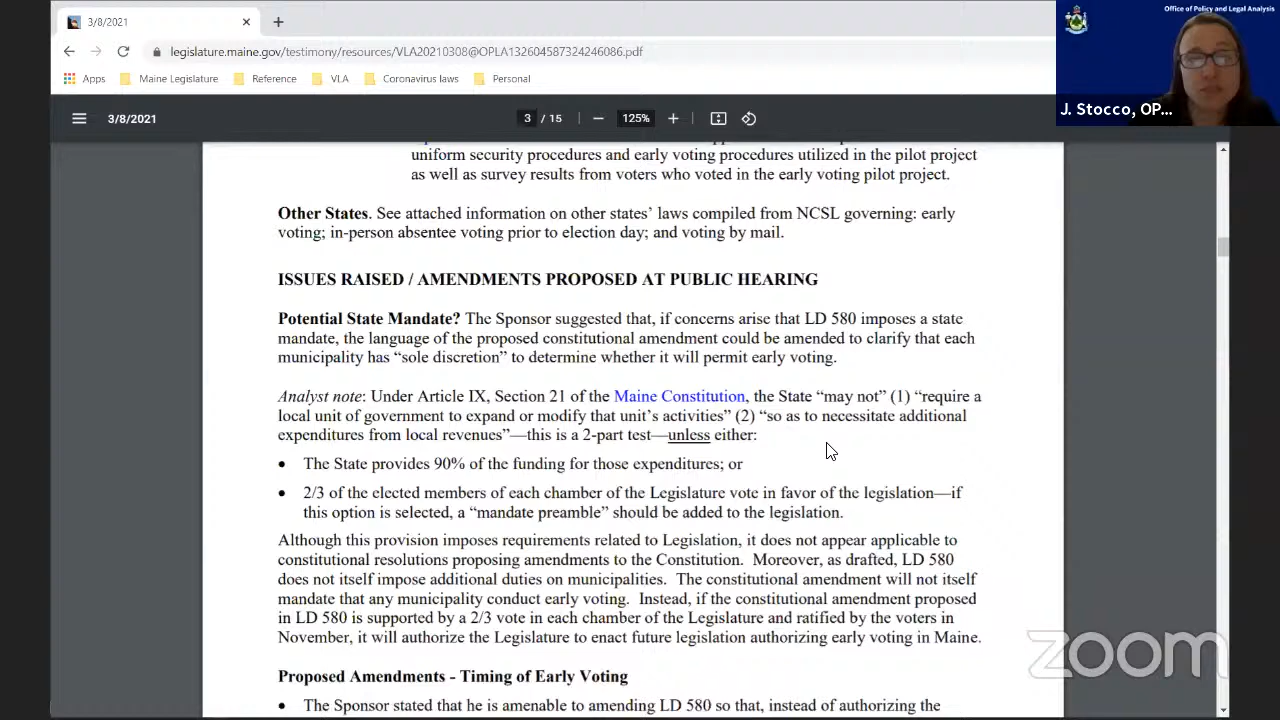 3/8/2021
Office of Policy and Legal Analysis
legislature.maine.gov/testimony/resources/VLA20210308@OPLA132604587324246086.pdf
Apps Maine Legislature Reference VLA Coronavirus laws Personal
J. Stocco, OP...
3/8/2021 3 / 15 125%
uniform security procedures and early voting procedures utilized in the pilot project
as well as survey results from voters who voted in the early voting pilot project.
Other States. See attached information on other states’ laws compiled from NCSL governing: early
voting; in-person absentee voting prior to election day; and voting by mail.
ISSUES RAISED / AMENDMENTS PROPOSED AT PUBLIC HEARING
Potential State Mandate? The Sponsor suggested that, if concerns arise that LD 580 imposes a state
mandate, the language of the proposed constitutional amendment could be amended to clarify that each
municipality has “sole discretion” to determine whether it will permit early voting.
Analyst note: Under Article IX, Section 21 of the Maine Constitution, the State “may not” (1) “require a
local unit of government to expand or modify that unit’s activities” (2) “so as to necessitate additional
expenditures from local revenues”—this is a 2-part test—unless either:
• The State provides 90% of the funding for those expenditures; or
• 2/3 of the elected members of each chamber of the Legislature vote in favor of the legislation—if
this option is selected, a “mandate preamble” should be added to the legislation.
Although this provision imposes requirements related to Legislation, it does not appear applicable to
constitutional resolutions proposing amendments to the Constitution. Moreover, as drafted, LD 580
does not itself impose additional duties on municipalities. The constitutional amendment will not itself
mandate that any municipality conduct early voting. Instead, if the constitutional amendment proposed
in LD 580 is supported by a 2/3 vote in each chamber of the Legislature and ratified by the voters in
November, it will authorize the Legislature to enact future legislation authorizing early voting in Maine.
zoom
Proposed Amendments - Timing of Early Voting
• The Sponsor stated that he is amenable to amending LD 580 so that, instead of authorizing the